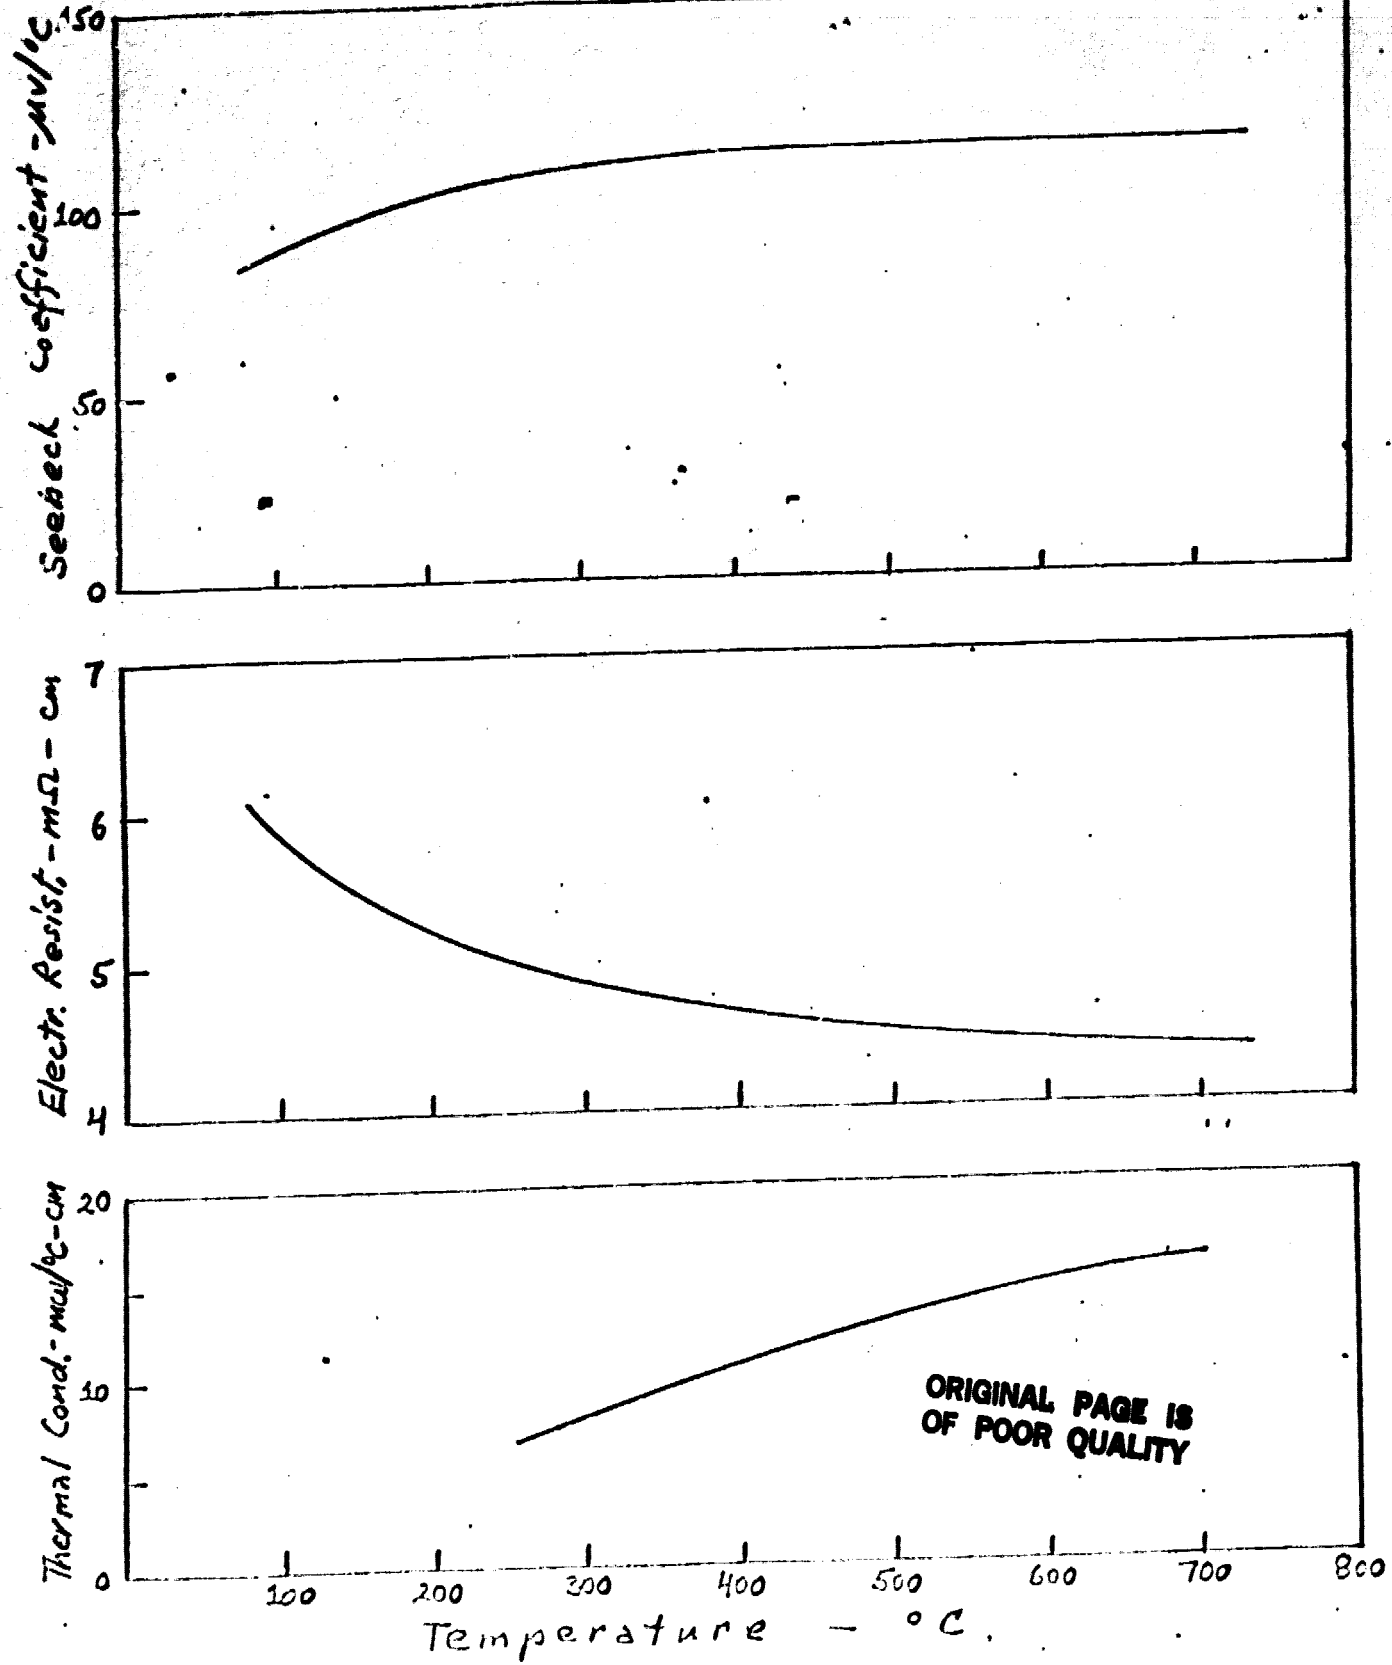 Seebeck Coefficient - μV/°C
150
100
50
0
Electr. Resist. - mΩ - cm
7
6
5
4
Thermal Cond. - mw/°C-cm
20
10
0
100 200 300 400 500 600 700 800
Temperature - °C.
ORIGINAL PAGE IS
OF POOR QUALITY